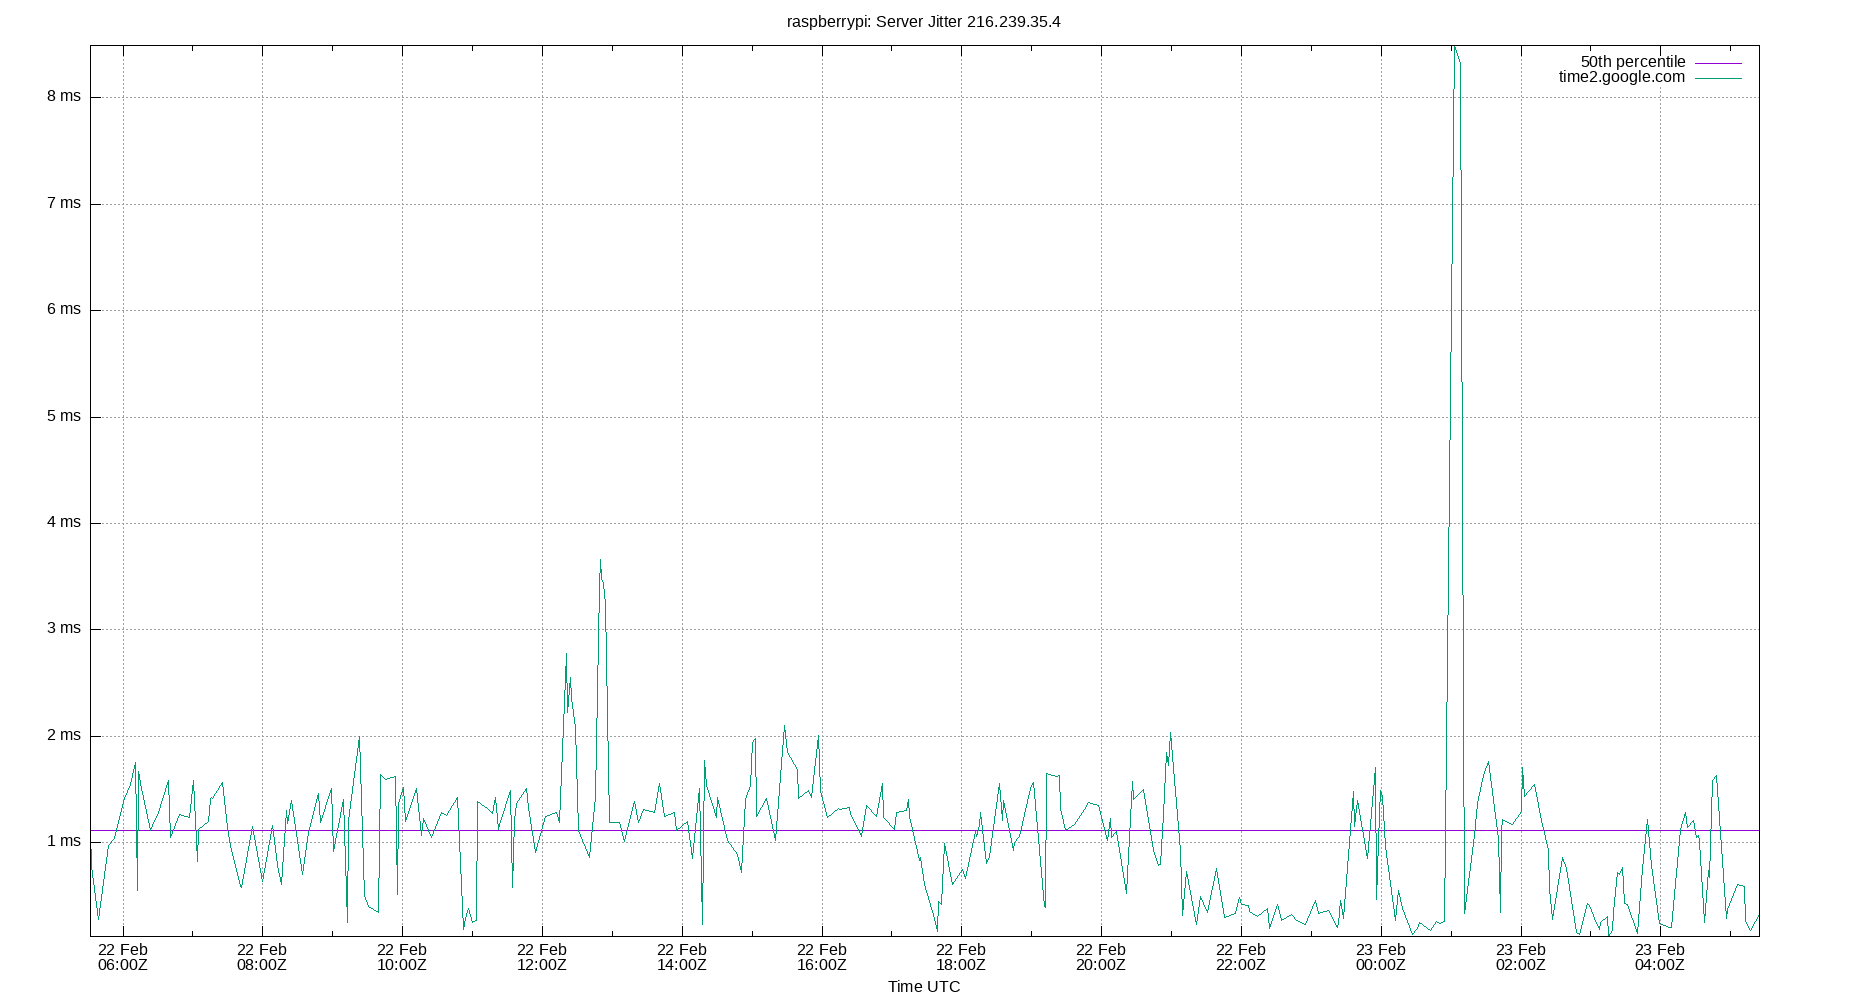 raspberrypi: Server Jitter 216.239.35.4
50th percentile
time2.google.com
8 ms
7 ms
6 ms
5 ms
4 ms
3 ms
2 ms
1 ms
22 Feb 22 Feb 22 Feb 22 Feb 22 Feb 22 Feb 22 Feb 22 Feb 22 Feb 23 Feb 23 Feb 23 Feb
06:00Z 08:00Z 10:00Z 12:00Z 14:00Z 16:00Z 18:00Z 20:00Z 22:00Z 00:00Z 02:00Z 04:00Z
Time UTC